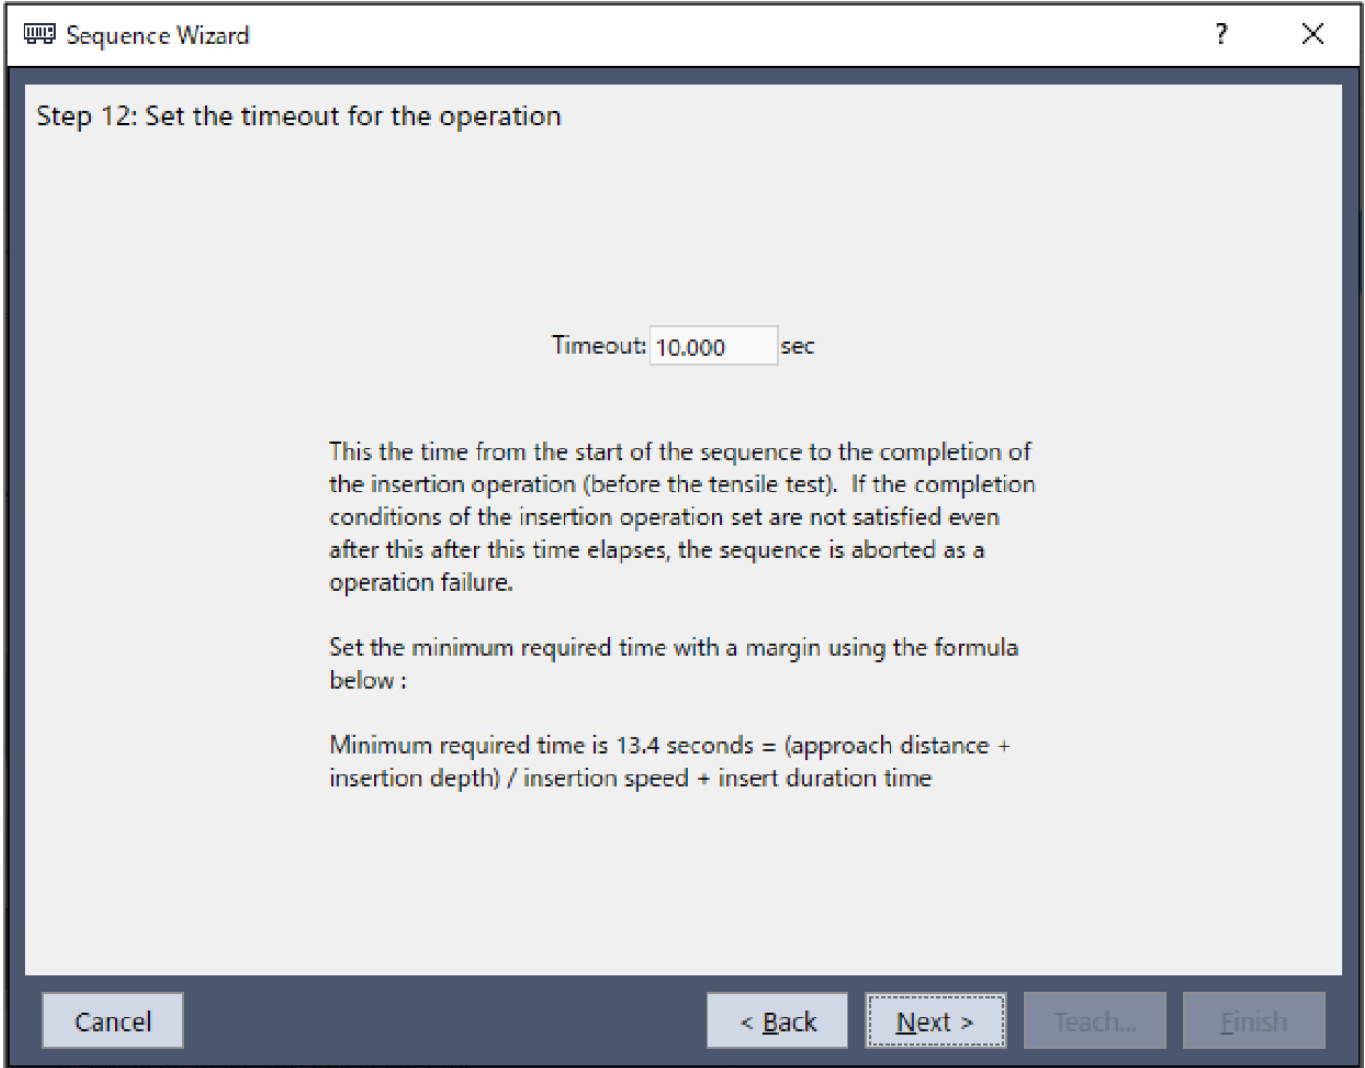 Sequence Wizard
?
Step 12: Set the timeout for the operation
Timeout: 10.000 sec
This the time from the start of the sequence to the completion of
the insertion operation (before the tensile test).  If the completion
conditions of the insertion operation set are not satisfied even
after this after this time elapses, the sequence is aborted as a
operation failure.
Set the minimum required time with a margin using the formula
below :
Minimum required time is 13.4 seconds = (approach distance +
insertion depth) / insertion speed + insert duration time
Cancel
< Back
Next >
Teach...
Finish